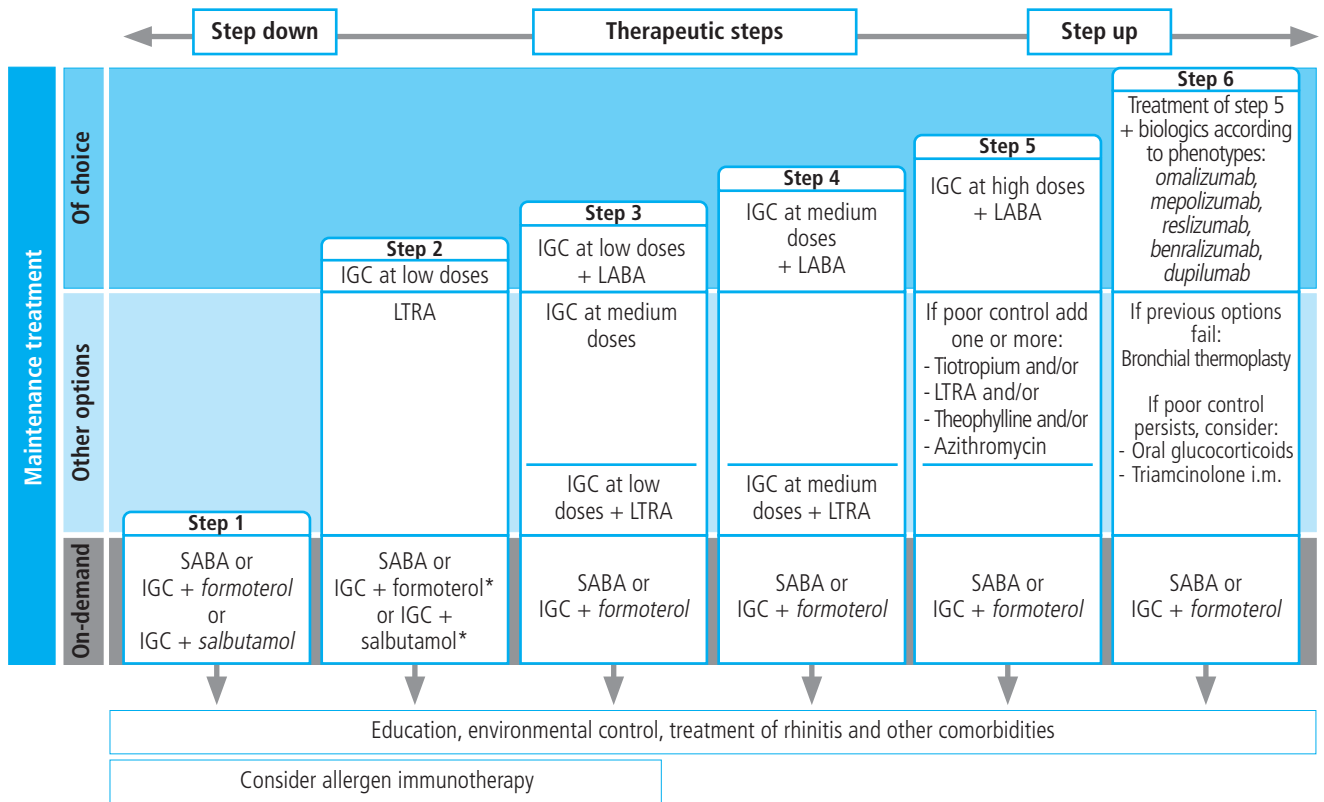 Step down
Therapeutic steps
Step up
Maintenance treatment
Of choice
Other options
On-demand
Step 1
SABA or
IGC + formoterol
or
IGC + salbutamol
Step 2
IGC at low doses
LTRA
SABA or
IGC + formoterol*
or IGC +
salbutamol*
Step 3
IGC at low doses
+ LABA
IGC at medium
doses
IGC at low
doses + LTRA
SABA or
IGC + formoterol
Step 4
IGC at medium
doses
+ LABA
IGC at medium
doses + LTRA
SABA or
IGC + formoterol
Step 5
IGC at high doses
+ LABA
If poor control add
one or more:
- Tiotropium and/or
- LTRA and/or
- Theophylline and/or
- Azithromycin
SABA or
IGC + formoterol
Step 6
Treatment of step 5
+ biologics according
to phenotypes:
omalizumab,
mepolizumab,
reslizumab,
benralizumab,
dupilumab
If previous options
fail:
Bronchial thermoplasty
If poor control
persists, consider:
- Oral glucocorticoids
- Triamcinolone i.m.
SABA or
IGC + formoterol
Education, environmental control, treatment of rhinitis and other comorbidities
Consider allergen immunotherapy